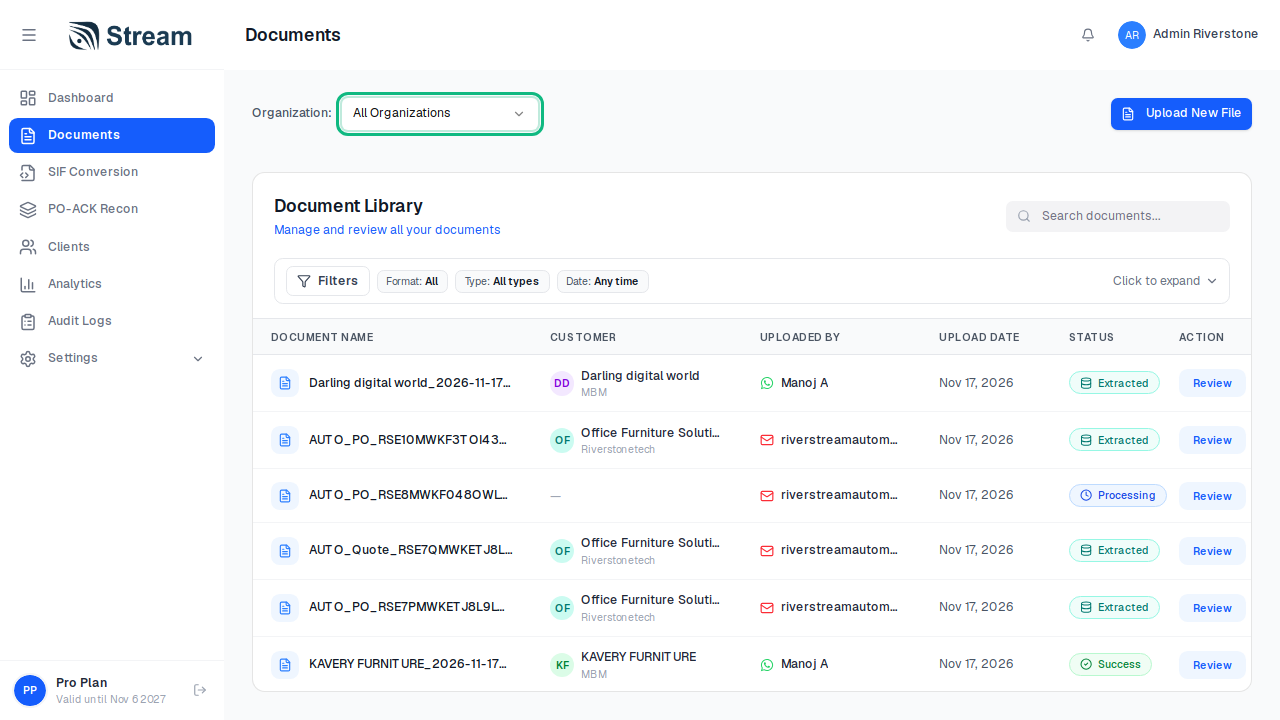 Stream
Documents
AR
Admin Riverstone
Dashboard
Documents
SIF Conversion
PO-ACK Recon
Clients
Analytics
Audit Logs
Settings
PP
Pro Plan
Valid until Nov 6 2027
Organization:
All Organizations
Upload New File
Document Library
Manage and review all your documents
Search documents...
Filters
Format: All
Type: All types
Date: Any time
Click to expand
DOCUMENT NAME CUSTOMER UPLOADED BY UPLOAD DATE STATUS ACTION
Darling digital world_2026-11-17... DD Darling digital world Manoj A Nov 17, 2026 Extracted Review
MBM
AUTO_PO_RSE10MWKF3TOI43... OF Office Furniture Soluti... riverstreamautom... Nov 17, 2026 Extracted Review
Riverstonetech
AUTO_PO_RSE8MWKF048OWL... — riverstreamautom... Nov 17, 2026 Processing Review
AUTO_Quote_RSE7QMWKETJ8L... OF Office Furniture Soluti... riverstreamautom... Nov 17, 2026 Extracted Review
Riverstonetech
AUTO_PO_RSE7PMWKETJ8L9L... OF Office Furniture Soluti... riverstreamautom... Nov 17, 2026 Extracted Review
Riverstonetech
KAVERY FURNITURE_2026-11-17... KF KAVERY FURNITURE Manoj A Nov 17, 2026 Success Review
MBM